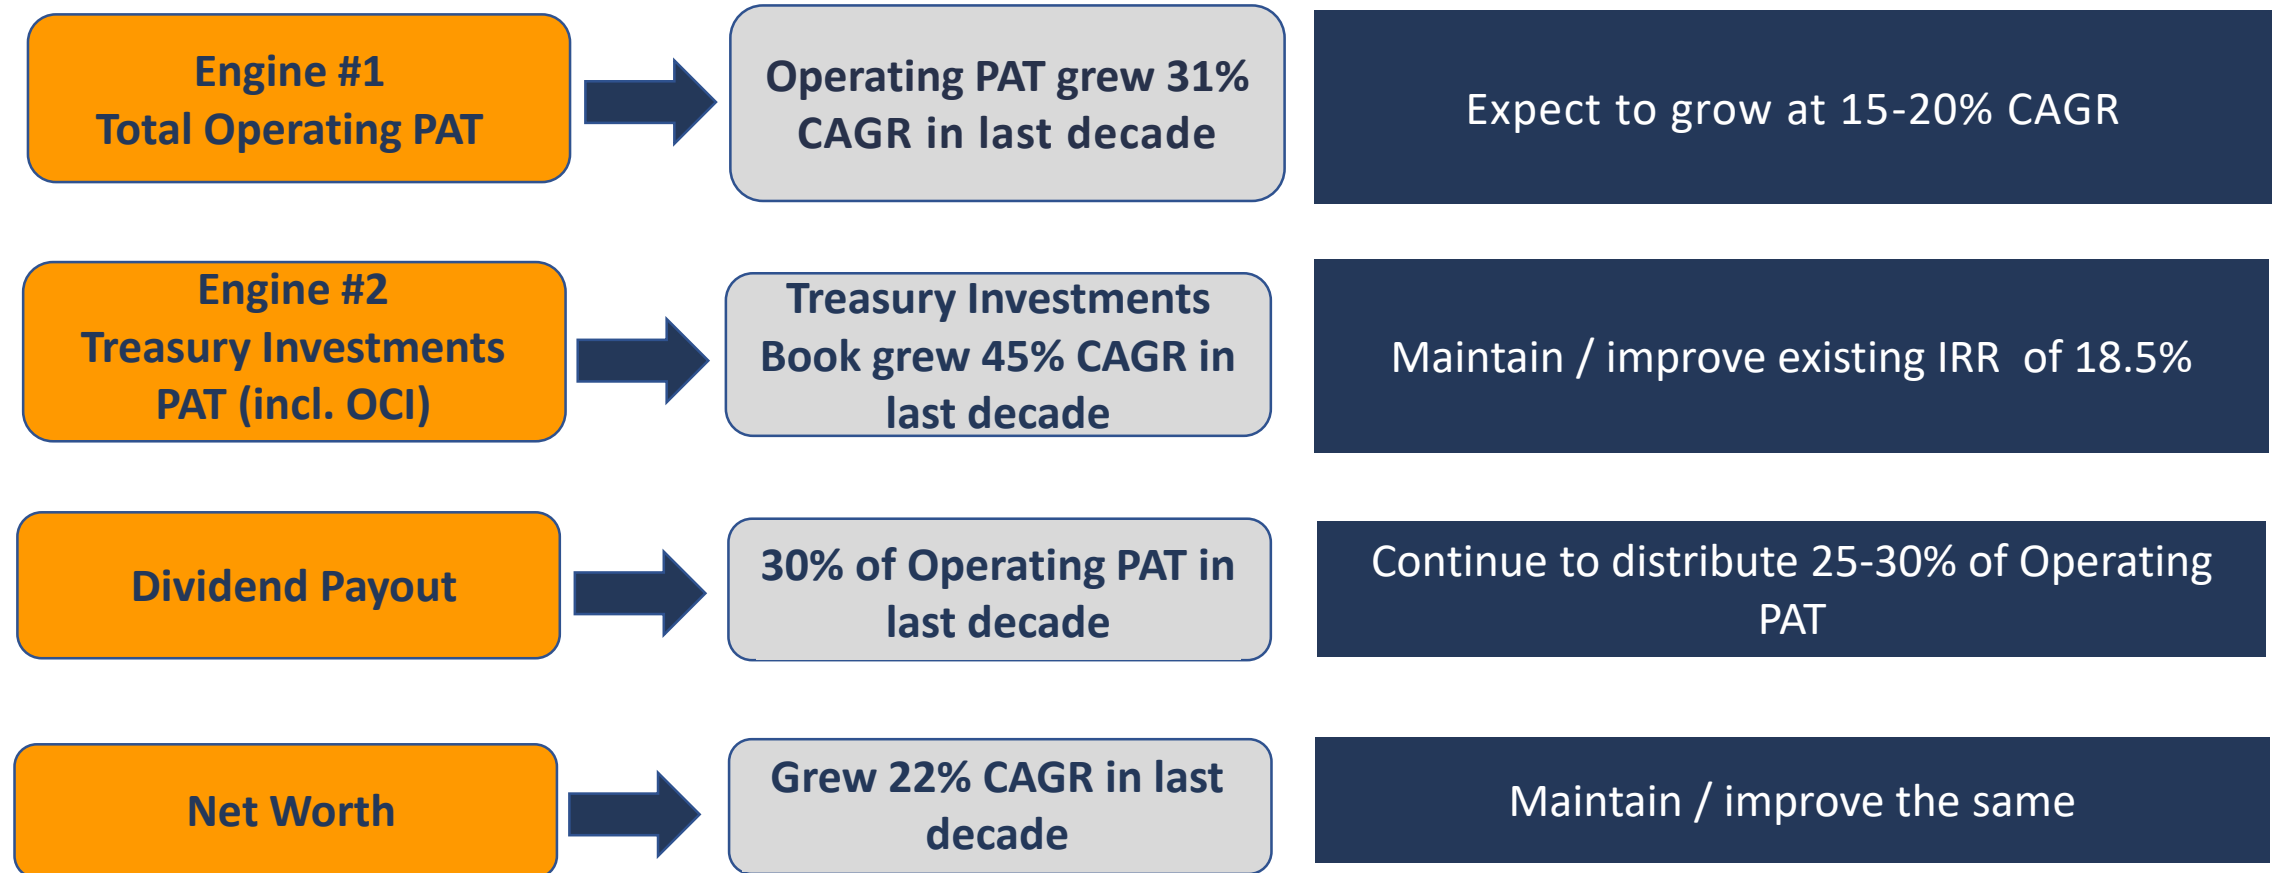 Engine #1
Total Operating PAT
Operating PAT grew 31%
CAGR in last decade
Expect to grow at 15-20% CAGR
Engine #2
Treasury Investments
PAT (incl. OCI)
Treasury Investments
Book grew 45% CAGR in
last decade
Maintain / improve existing IRR of 18.5%
Dividend Payout
30% of Operating PAT in
last decade
Continue to distribute 25-30% of Operating
PAT
Net Worth
Grew 22% CAGR in last
decade
Maintain / improve the same